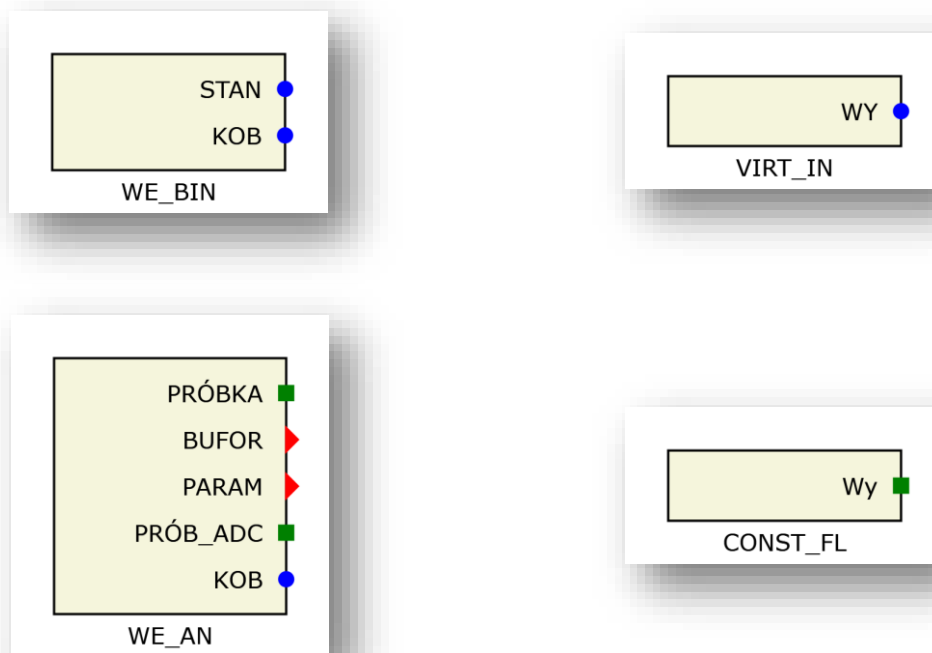 STAN
KOB
WE_BIN
WY
VIRT_IN
PRÓBKA
BUFOR
PARAM
PRÓB_ADC
KOB
WE_AN
Wy
CONST_FL